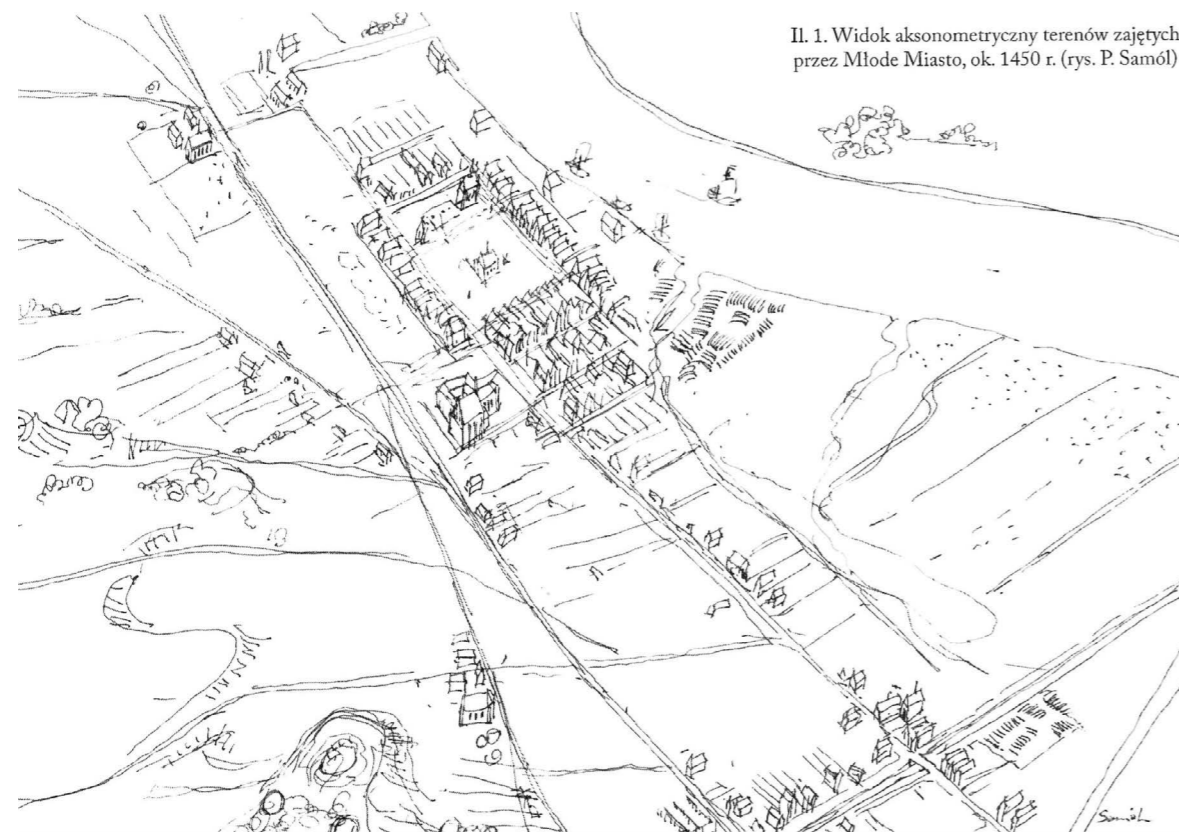 Il. 1. Widok aksonometryczny terenów zajętych
przez Młode Miasto, ok. 1450 r. (rys. P. Samól)
Samól